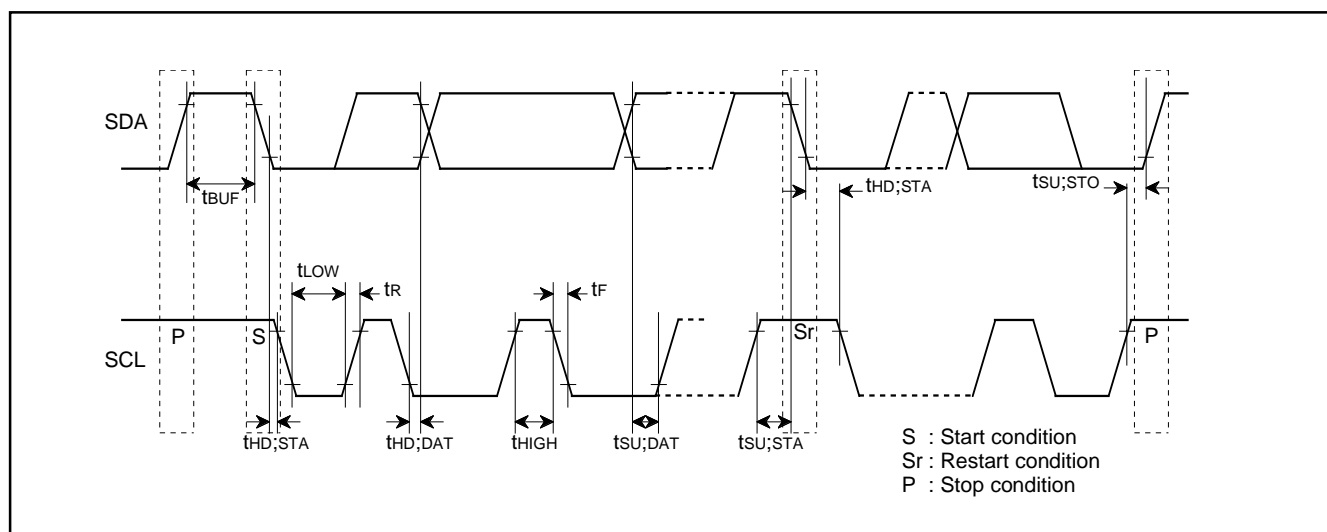 SDA
tBUF
tHD;STA
tSU;STO
tLOW
tR
tF
P
S
Sr
P
SCL
tHD;STA
tHD;DAT
tHIGH
tSU;DAT
tSU;STA
S : Start condition
Sr : Restart condition
P : Stop condition